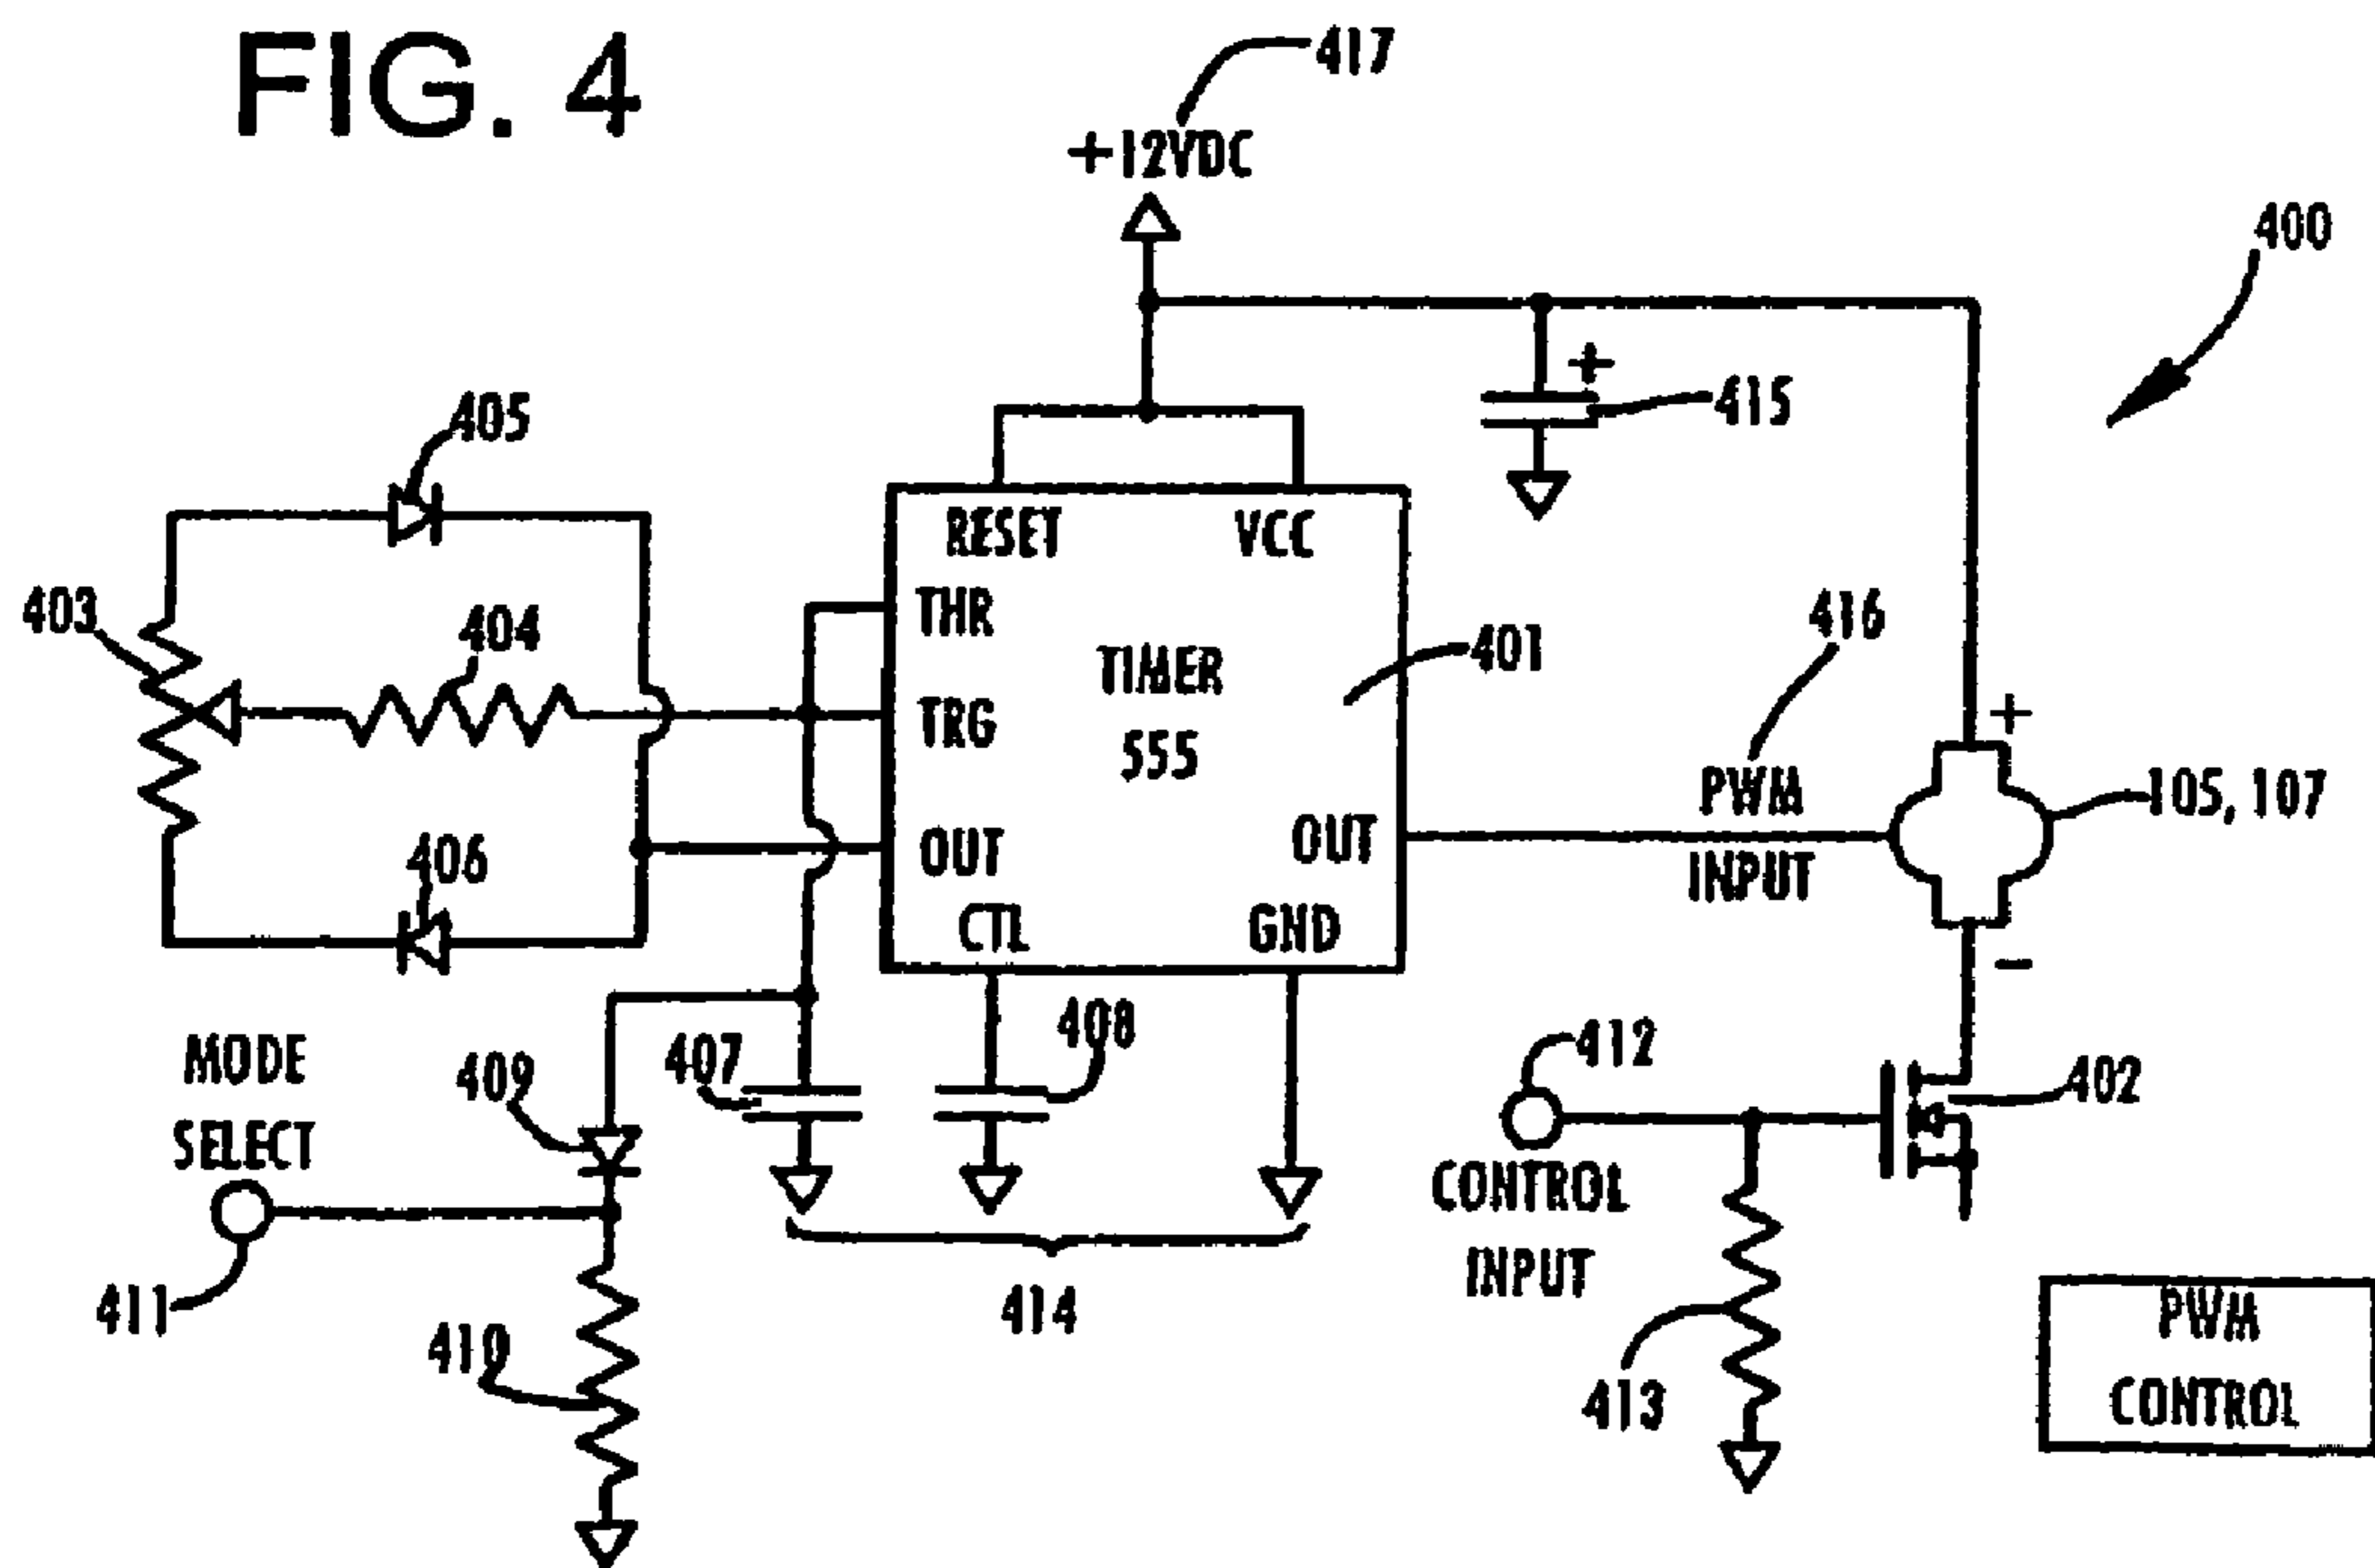 FIG. 4
417
+12VDC
400
405
+
415
403
404
RESET
VCC
THR
TIMER
401
416
TRG
555
+
PWM
105, 107
406
OUT
OUT
INPUT
CTL
GND
-
MODE
407
408
412
402
409
SELECT
CONTROL
INPUT
411
414
410
413
PWM
CONTROL